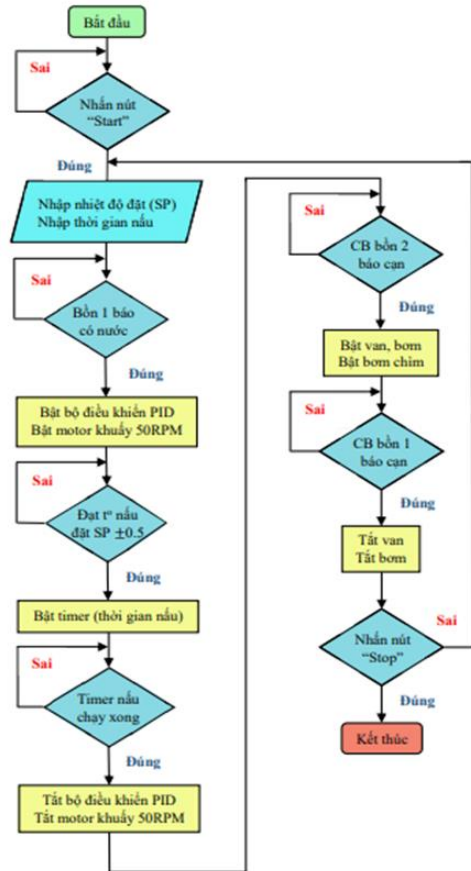 Bắt đầu
Sai
Nhấn nút
“Start”
Đúng
Nhập nhiệt độ đặt (SP)
Nhập thời gian nấu
Sai
Bồn 1 báo
có nước
Đúng
Bật bộ điều khiển PID
Bật motor khuấy 50RPM
Sai
Đạt tº nấu
đặt SP ±0.5
Đúng
Bật timer (thời gian nấu)
Sai
Timer nấu
chạy xong
Đúng
Tắt bộ điều khiển PID
Tắt motor khuấy 50RPM
Sai
CB bồn 2
báo cạn
Đúng
Bật van, bơm
Bật bơm chìm
Sai
CB bồn 1
báo cạn
Đúng
Tắt van
Tắt bơm
Sai
Nhấn nút
“Stop”
Đúng
Kết thúc